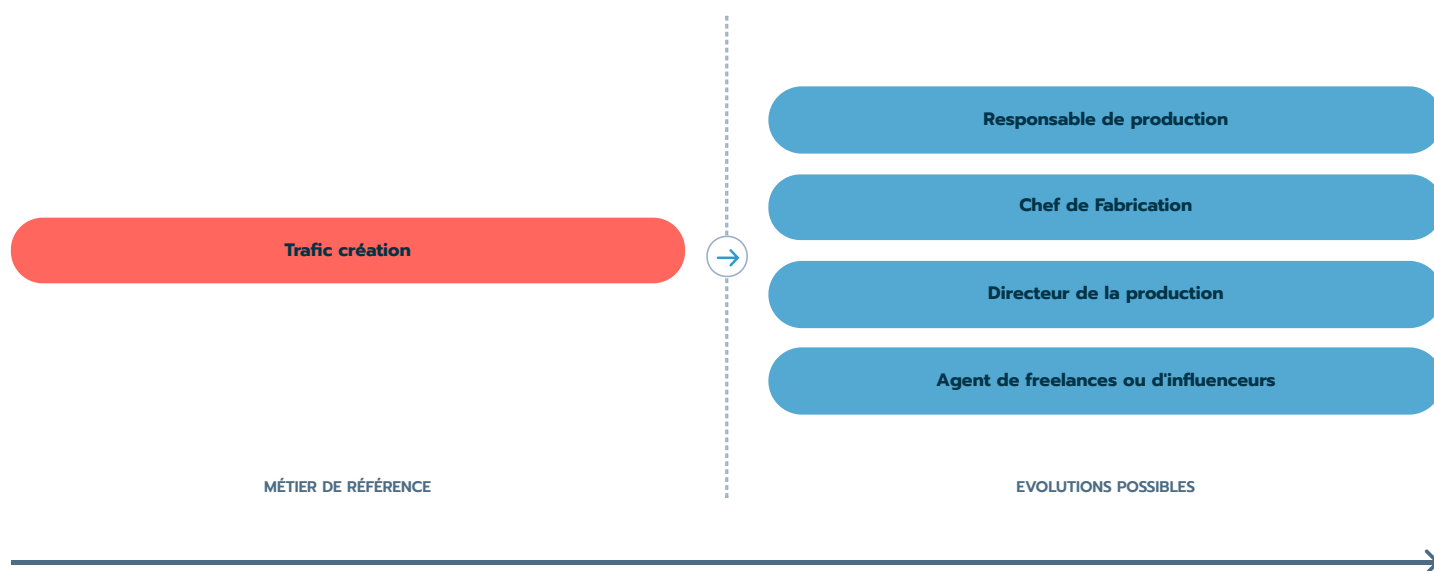 Responsable de production
Chef de Fabrication
Trafic création
Directeur de la production
Agent de freelances ou d'influenceurs
MÉTIER DE RÉFÉRENCE
EVOLUTIONS POSSIBLES